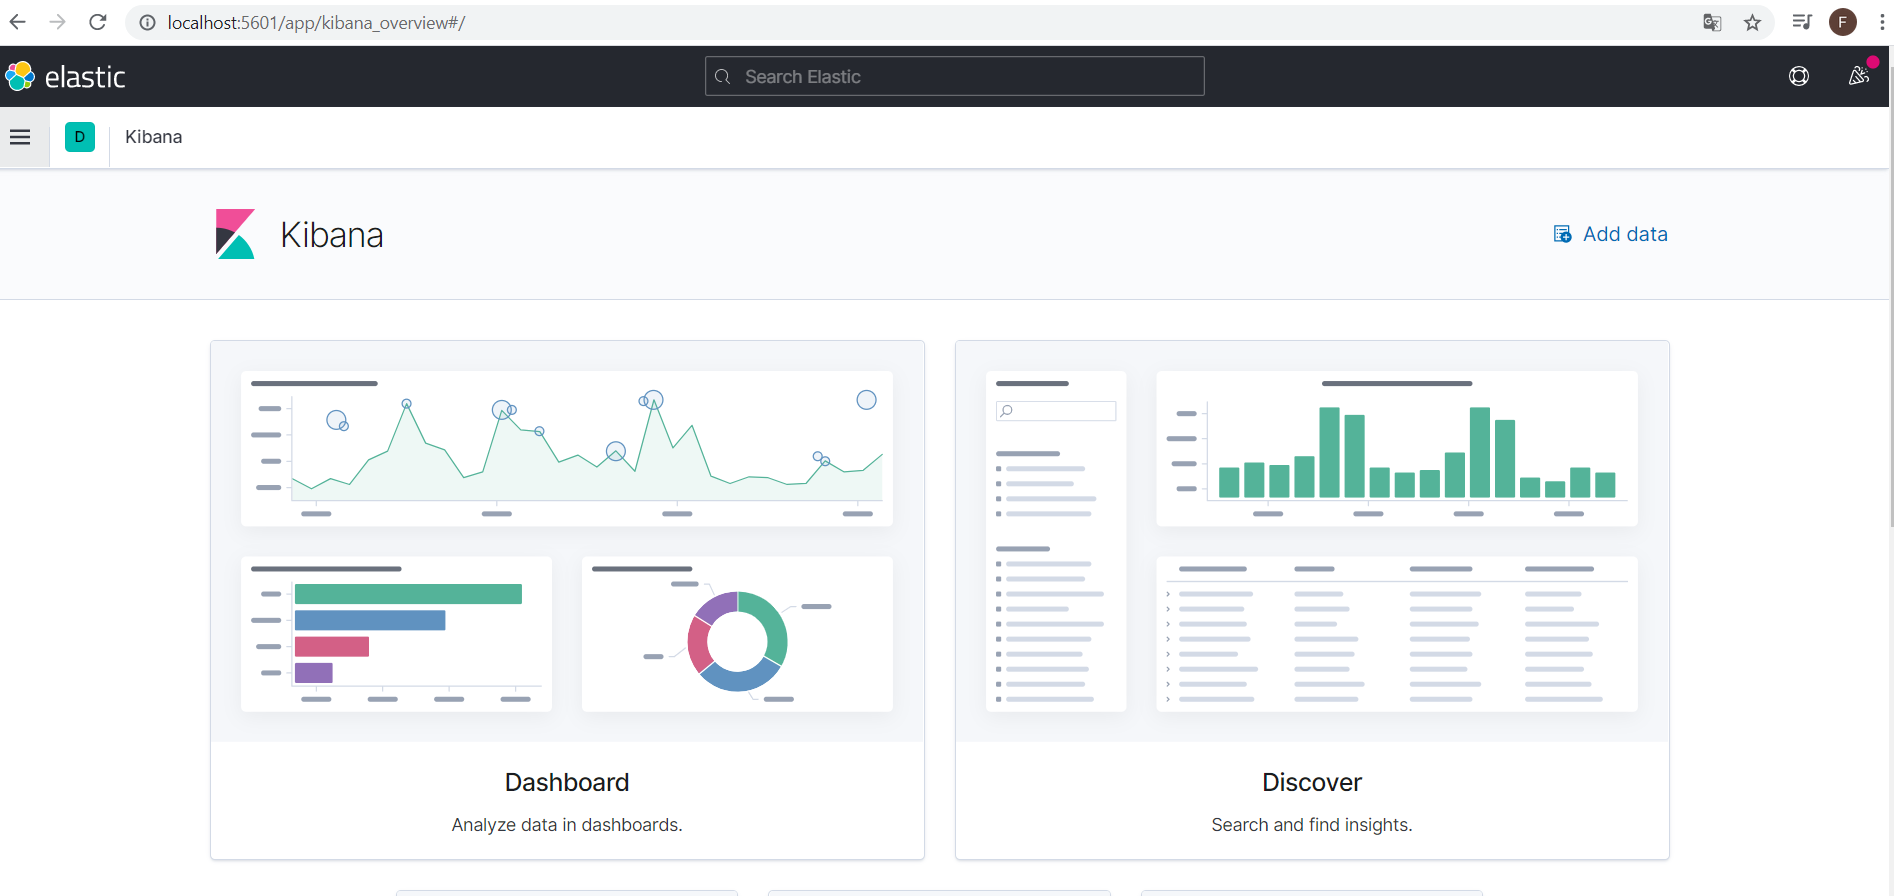 localhost:5601/app/kibana_overview#/
F
elastic
Search Elastic
D
Kibana
Kibana
Add data
Dashboard
Analyze data in dashboards.
Discover
Search and find insights.